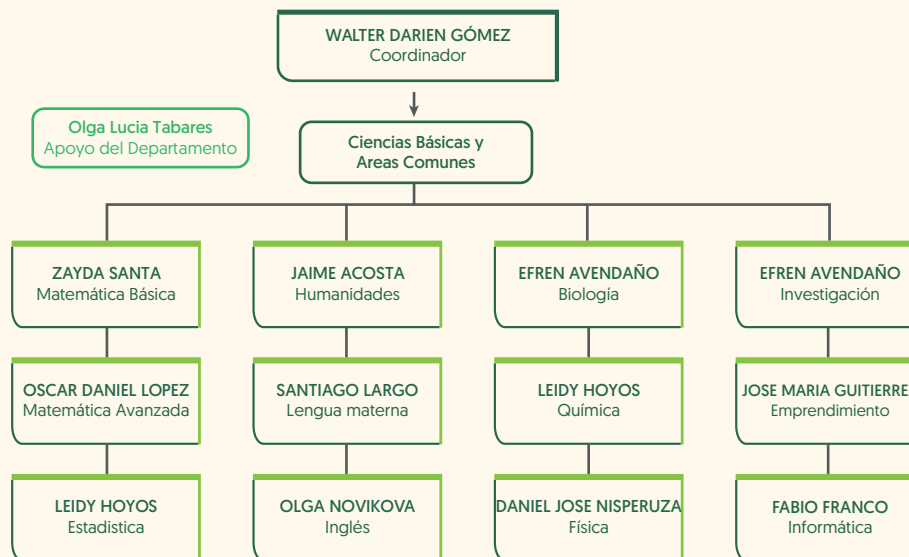 WALTER DARIEN GÓMEZ
Coordinador
Olga Lucia Tabares
Apoyo del Departamento
Ciencias Básicas y
Areas Comunes
ZAYDA SANTA
Matemática Básica
JAIME ACOSTA
Humanidades
EFREN AVENDAÑO
Biología
EFREN AVENDAÑO
Investigación
OSCAR DANIEL LOPEZ
Matemática Avanzada
SANTIAGO LARGO
Lengua materna
LEIDY HOYOS
Química
JOSE MARIA GUITIERRE
Emprendimiento
LEIDY HOYOS
Estadistica
OLGA NOVIKOVA
Inglés
DANIEL JOSE NISPERUZA
Física
FABIO FRANCO
Informática